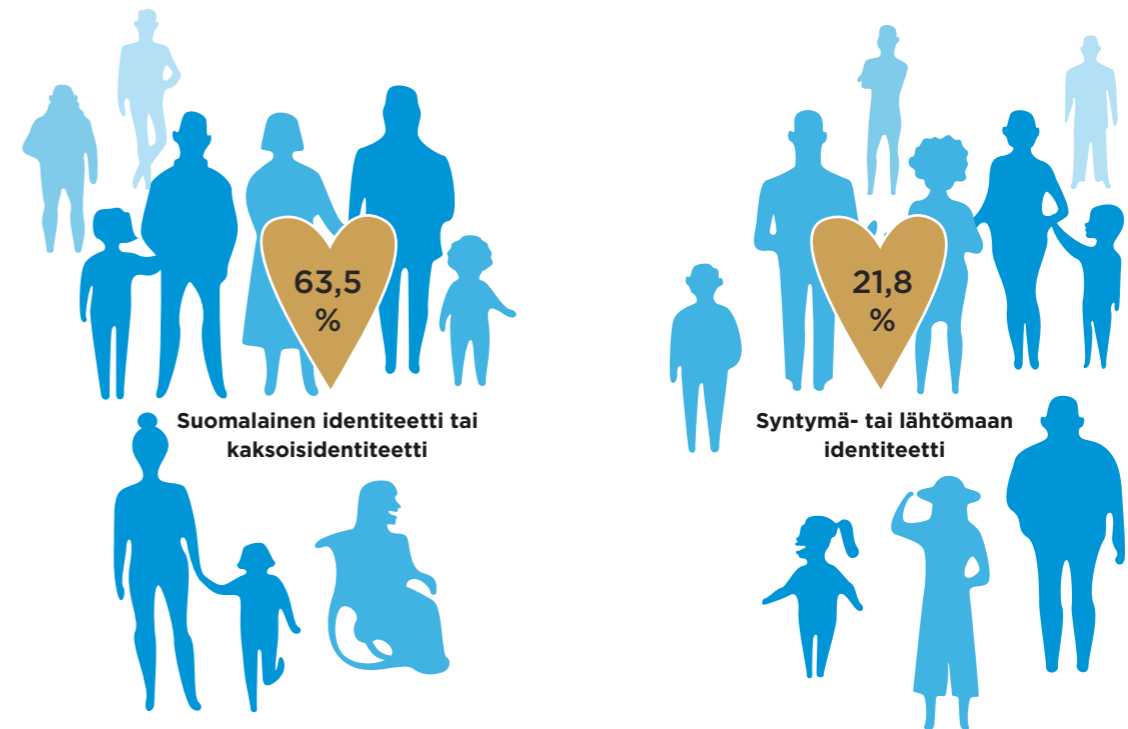 63,5
%
Suomalainen identiteetti tai
kaksoisidentiteetti
21,8
%
Syntymä- tai lähtömaan
identiteetti